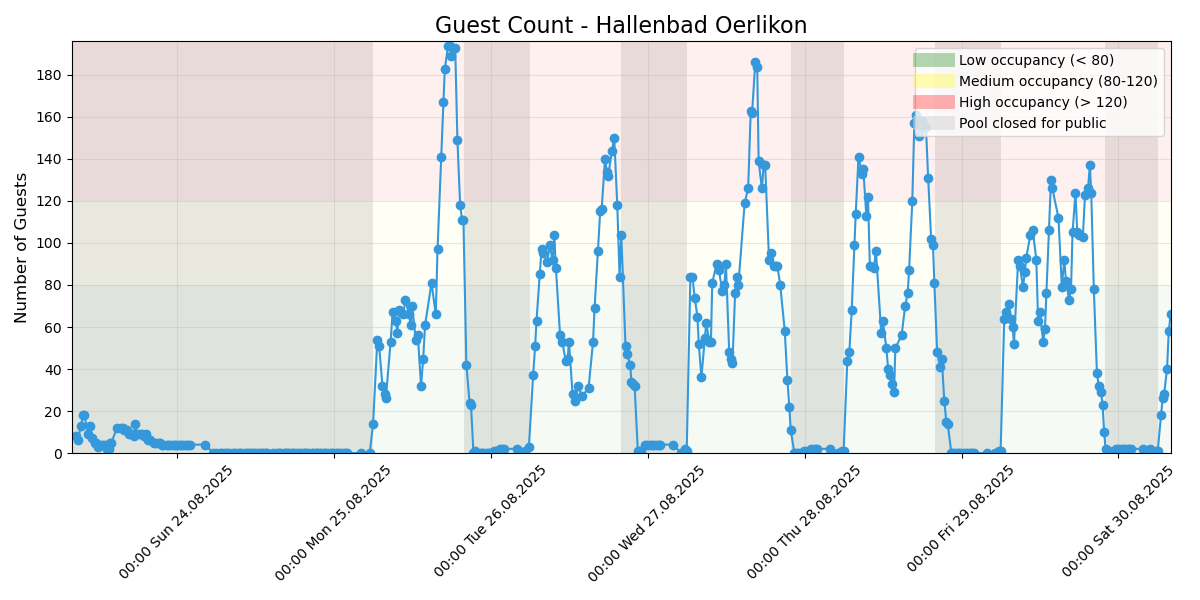 Guest Count - Hallenbad Oerlikon
Number of Guests
180
160
140
120
100
80
60
40
20
0
Low occupancy (< 80)
Medium occupancy (80-120)
High occupancy (> 120)
Pool closed for public
00:00 Sun 24.08.2025
00:00 Mon 25.08.2025
00:00 Tue 26.08.2025
00:00 Wed 27.08.2025
00:00 Thu 28.08.2025
00:00 Fri 29.08.2025
00:00 Sat 30.08.2025